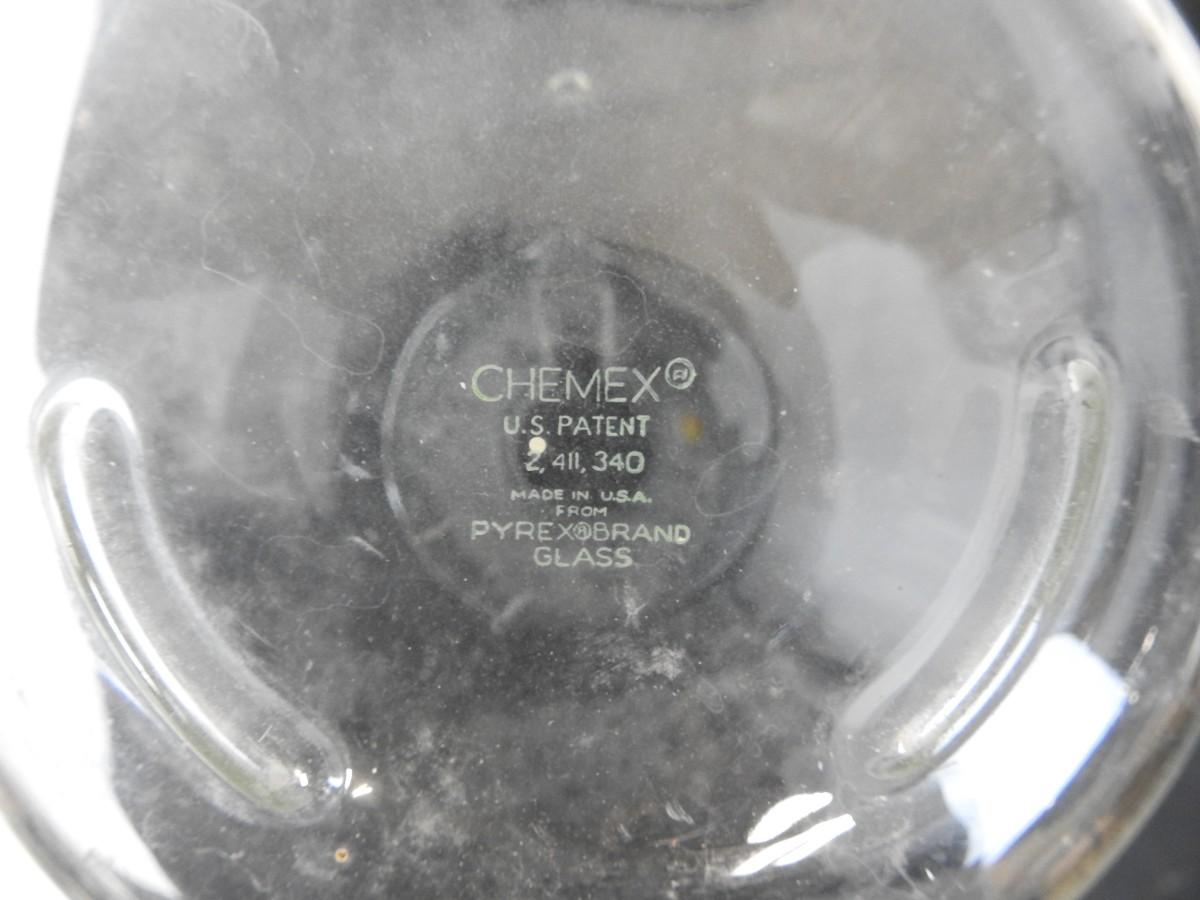 CHEMEX®
U.S. PATENT
2,411,340
MADE IN U.S.A.
FROM
PYREX®BRAND
GLASS